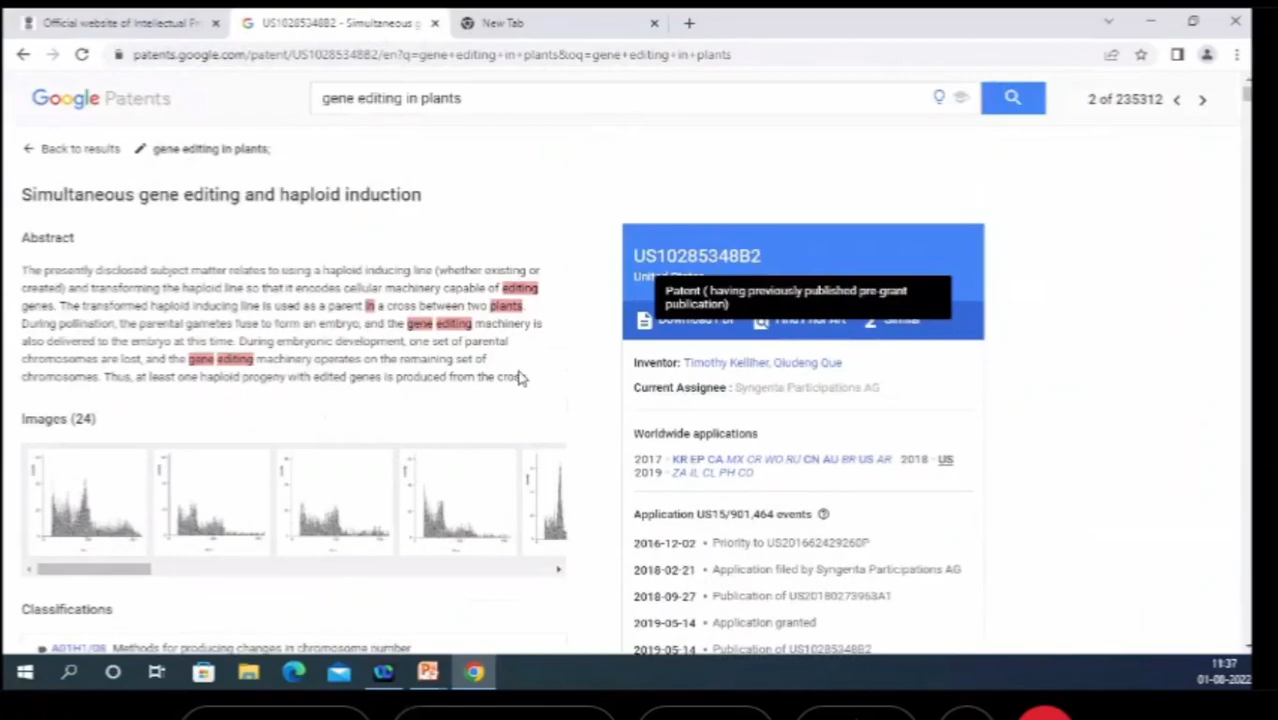 Official website of Intellectual Pr
US10285348B2 - Simultaneous g
New Tab
patents.google.com/patent/US10285348B2/en?q=gene+editing+in+plants&oq=gene+editing+in+plants
Google Patents
gene editing in plants
2 of 235312
Back to results
gene editing in plants;
Simultaneous gene editing and haploid induction
Abstract
The presently disclosed subject matter relates to using a haploid inducing line (whether existing or
created) and transforming the haploid line so that it encodes cellular machinery capable of editing
genes. The transformed haploid inducing line is used as a parent in a cross between two plants.
During pollination, the parental gametes fuse to form an embryo; and the gene editing machinery is
also delivered to the embryo at this time. During embryonic development, one set of parental
chromosomes are lost, and the gene editing machinery operates on the remaining set of
chromosomes. Thus, at least one haploid progeny with edited genes is produced from the cross
Images (24)
Classifications
A01H1/08 Methods for producing changes in chromosome number
US10285348B2
United States
Patent ( having previously published pre-grant
publication)
Download PDF Find Prior Art Similar
Inventor: Timothy Kelliher, Qiudeng Que
Current Assignee : Syngenta Participations AG
Worldwide applications
2017 · KR EP CA MX CR WO RU CN AU BR US AR 2018 · US
2019 · ZA IL CL PH CO
Application US15/901,464 events
2016-12-02 • Priority to US201662429260P
2018-02-21 • Application filed by Syngenta Participations AG
2018-09-27 • Publication of US20180273963A1
2019-05-14 • Application granted
2019-05-14 • Publication of US10285348B2
11:37
01-08-2022